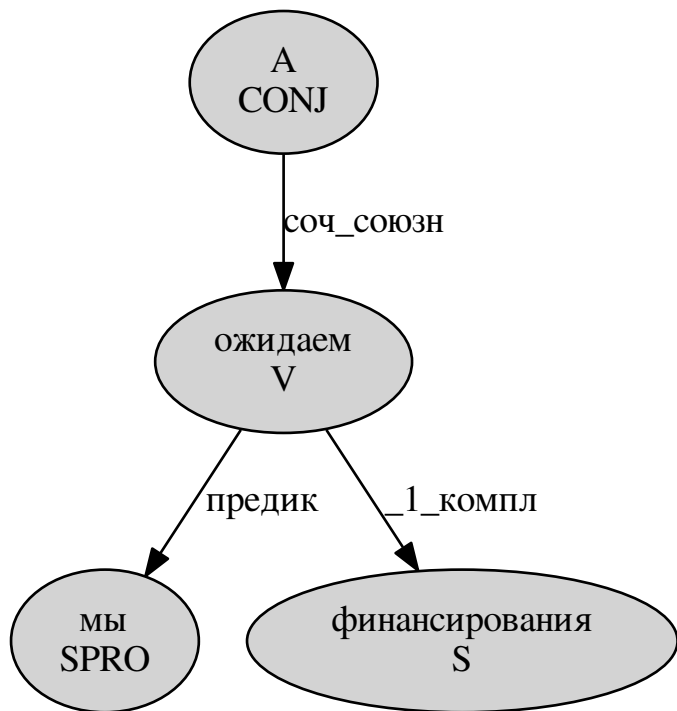 А
CONJ
соч_союзн
ожидаем
V
предик
_1_компл
мы
SPRO
финансирования
S